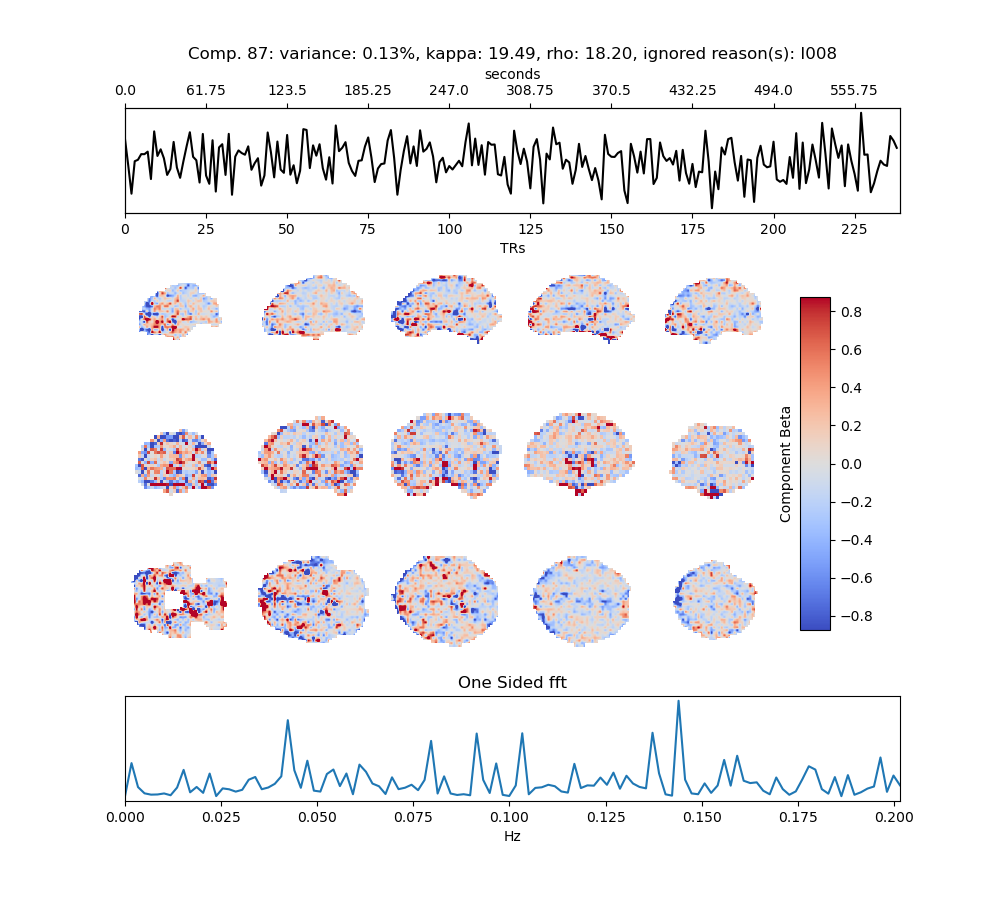 Comp. 87: variance: 0.13%, kappa: 19.49, rho: 18.20, ignored reason(s): I008
seconds
0.0 61.75 123.5 185.25 247.0 308.75 370.5 432.25 494.0 555.75
0 25 50 75 100 125 150 175 200 225
TRs
0.8
0.6
0.4
0.2
0.0
−0.2
−0.4
−0.6
−0.8
Component Beta
One Sided fft
0.000 0.025 0.050 0.075 0.100 0.125 0.150 0.175 0.200
Hz